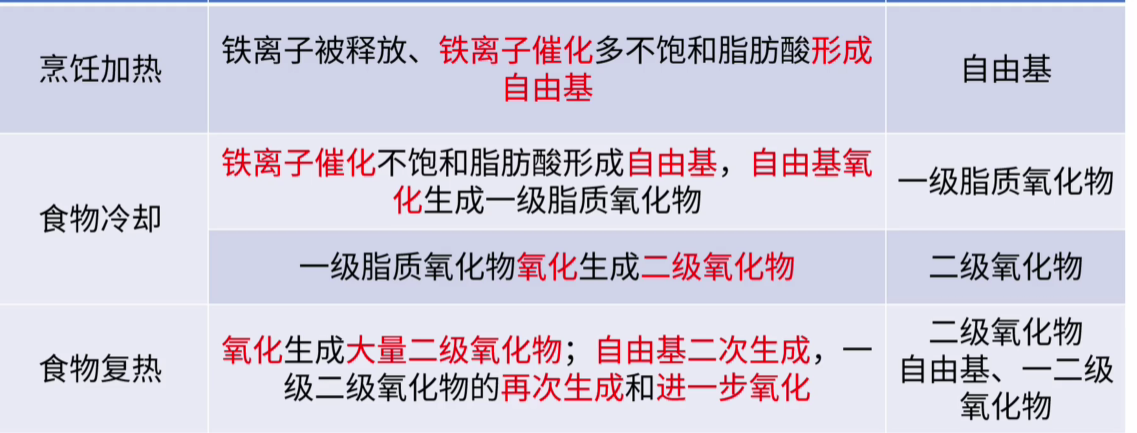 烹饪加热
铁离子被释放、铁离子催化多不饱和脂肪酸形成
自由基
自由基
食物冷却
铁离子催化不饱和脂肪酸形成自由基，自由基氧
化生成一级脂质氧化物
一级脂质氧化物
一级脂质氧化物氧化生成二级氧化物
二级氧化物
食物复热
氧化生成大量二级氧化物；自由基二次生成，一
级二级氧化物的再次生成和进一步氧化
二级氧化物
自由基、一二级
氧化物